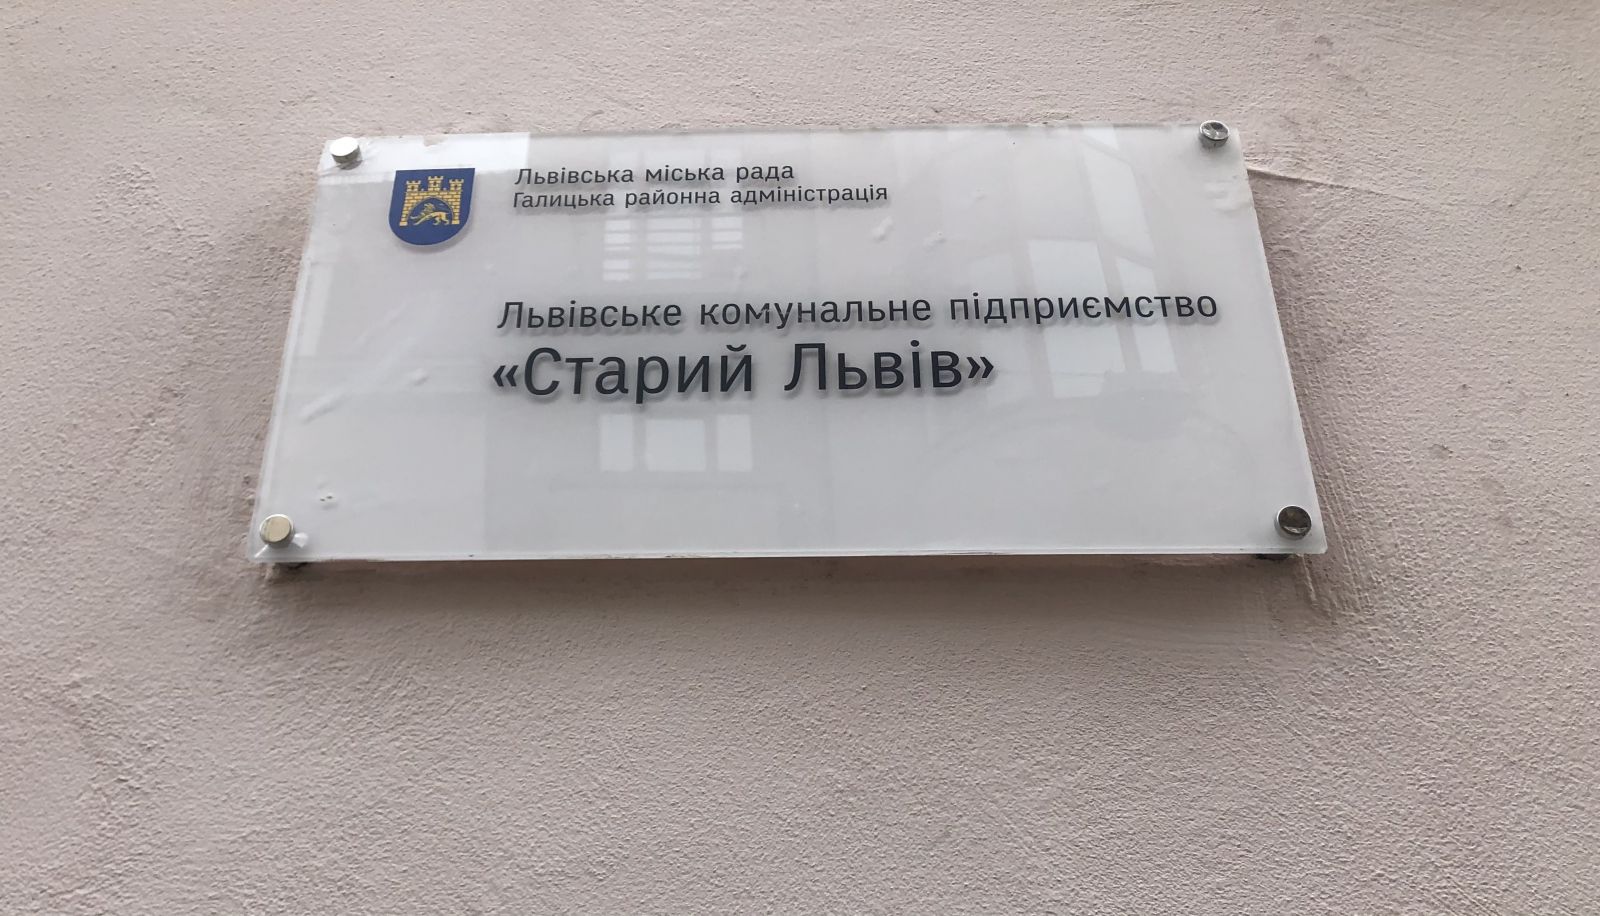 Львівська міська рада
Галицька районна адміністрація
Львівське комунальне підприємство
«Старий Львів»